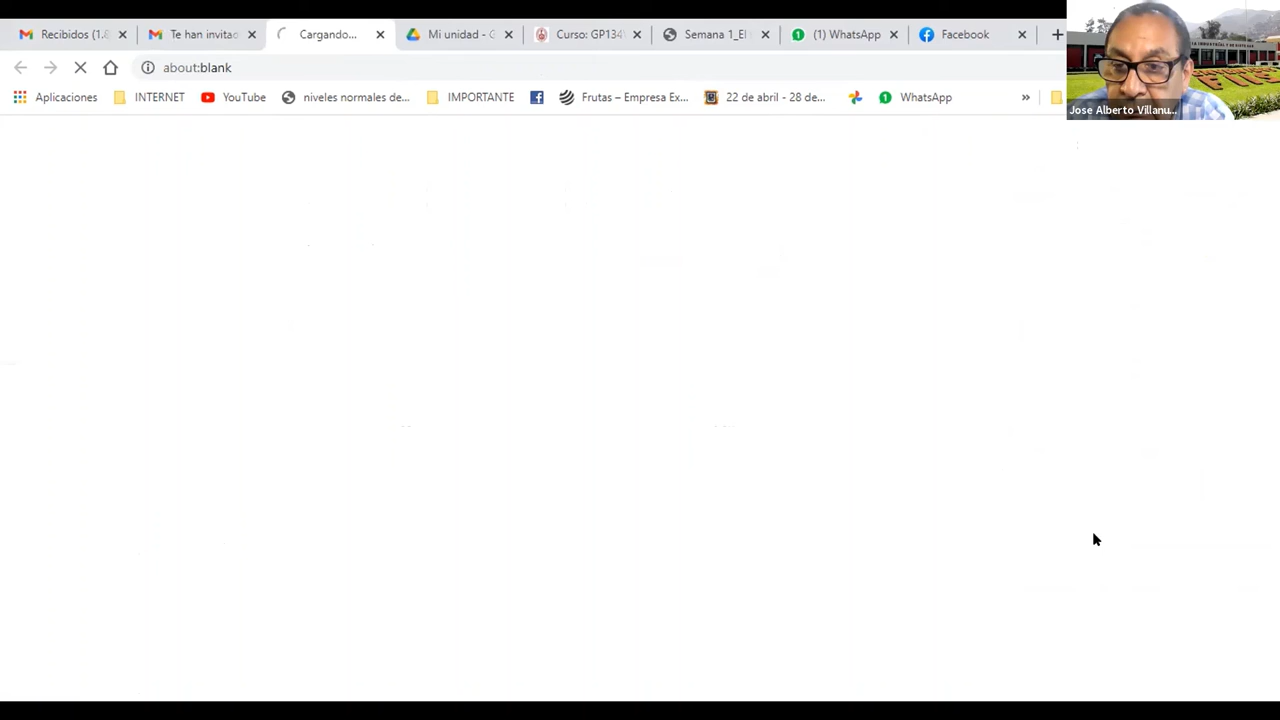 Recibidos (1.8
Te han invitad
Cargando...
Mi unidad - G
Curso: GP134
Semana 1_El
(1) WhatsApp
Facebook
about:blank
Aplicaciones
INTERNET
YouTube
niveles normales de...
IMPORTANTE
Frutas – Empresa Ex...
22 de abril - 28 de...
WhatsApp
»
Jose Alberto Villanu...